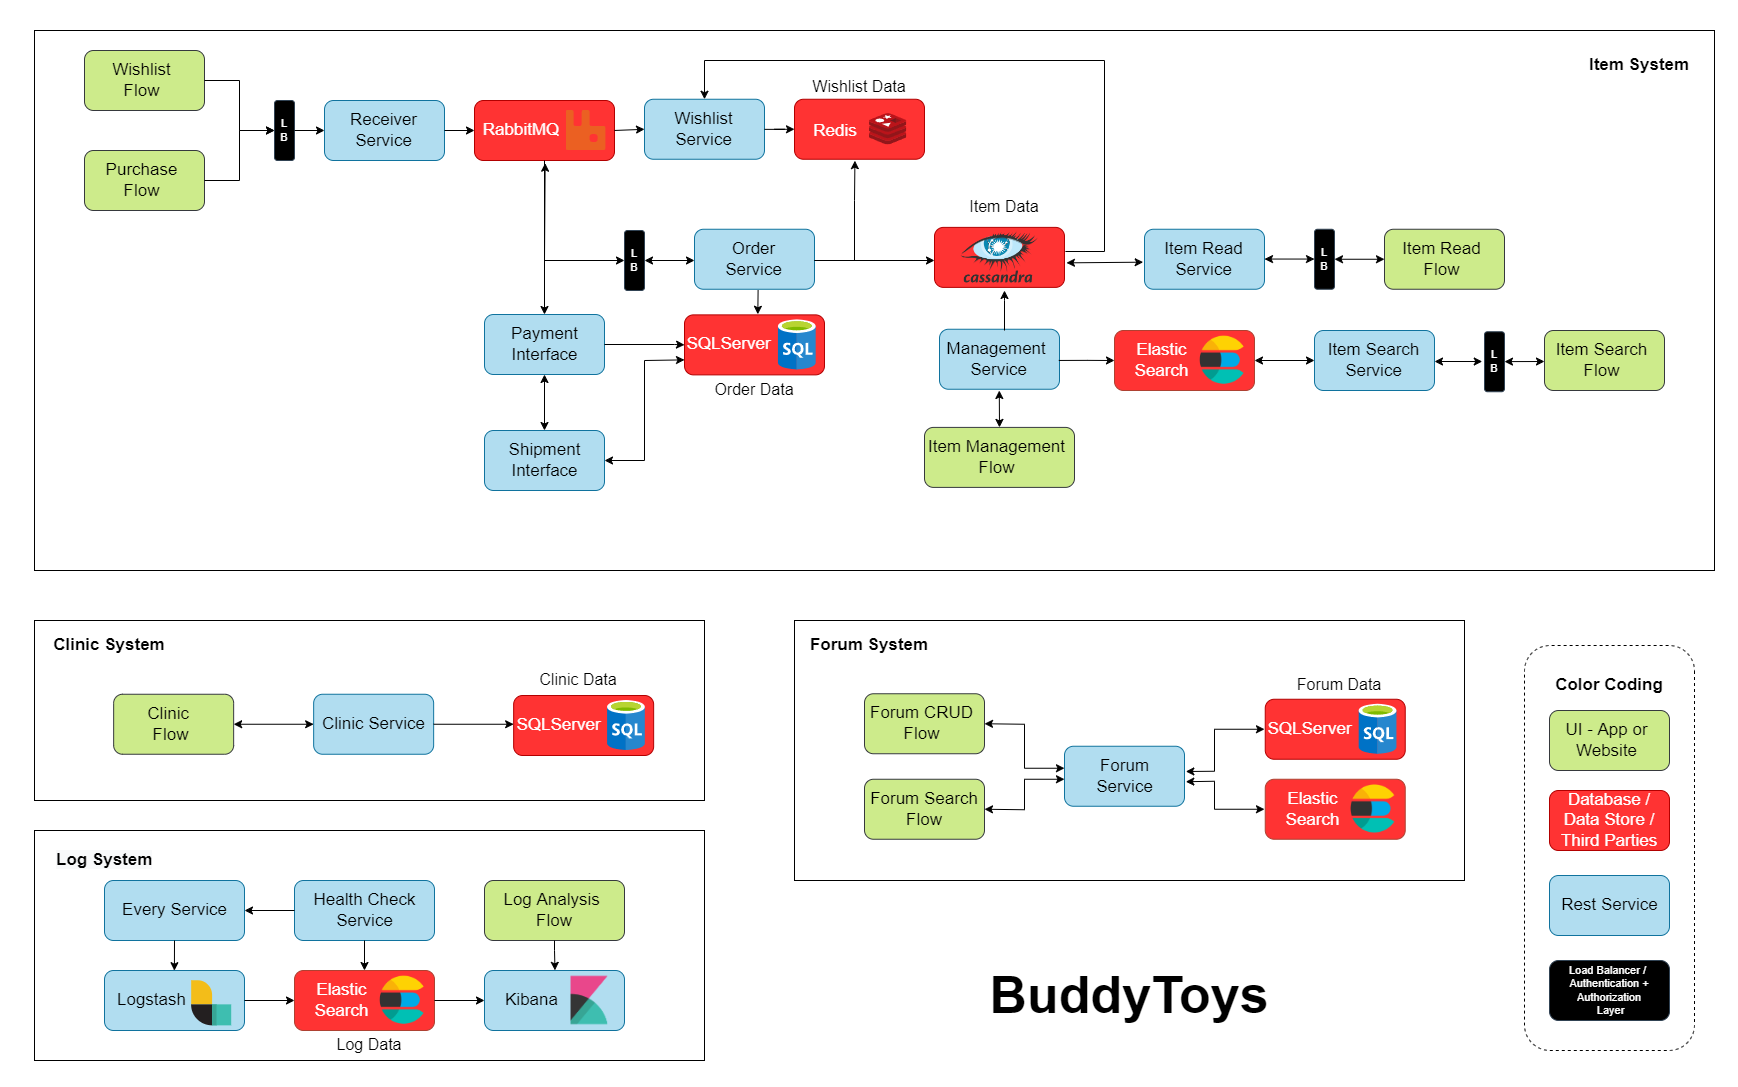 Item System
Wishlist
Flow
Purchase
Flow
L
B
Receiver
Service
RabbitMQ
Wishlist
Service
Wishlist Data
Redis
L
B
Order
Service
Item Data
cassandra
Item Read
Service
L
B
Item Read
Flow
Payment
Interface
SQLServer
SQL
Order Data
Management
Service
Elastic
Search
Item Search
Service
L
B
Item Search
Flow
Shipment
Interface
Item Management
Flow
Clinic System
Clinic
Flow
Clinic Service
Clinic Data
SQLServer
SQL
Forum System
Forum CRUD
Flow
Forum Search
Flow
Forum
Service
Forum Data
SQLServer
SQL
Elastic
Search
Color Coding
UI - App or
Website
Database /
Data Store /
Third Parties
Rest Service
Load Balancer /
Authentication +
Authorization
Layer
Log System
Every Service
Health Check
Service
Log Analysis
Flow
Logstash
Elastic
Search
Kibana
Log Data
BuddyToys